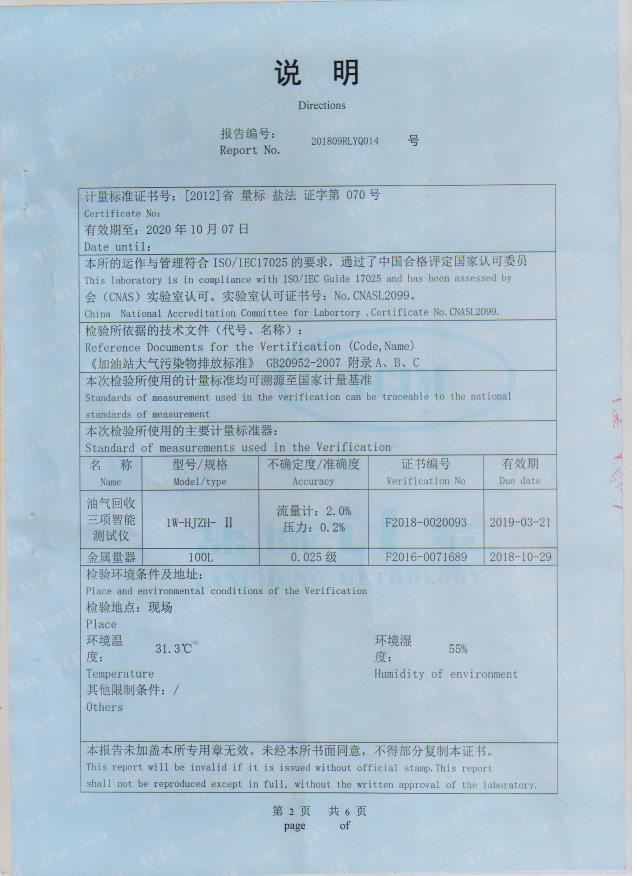 说 明
Directions
报告编号: 201809RLYQ014 号
Report No.
计量标准证书号: [2012]省 量标 盐法 证字第 070 号
Certificate No:
有效期至: 2020 年 10 月 07 日
Date until:
本所的运作与管理符合 ISO/IEC17025 的要求，通过了中国合格评定国家认可委员
This laboratory is in compliance with ISO/IEC Guide 17025 and has been assessed by
会（CNAS）实验室认可。实验室认可证书号: No.CNASL2099。
China National Accreditation Committee for Labortory .Certificate No.CNASL2099.
检验所依据的技术文件（代号、名称）:
Reference Documents for the Vertification (Code,Name)
《加油站大气污染物排放标准》 GB20952-2007 附录 A、B、C
本次检验所使用的计量标准均可溯源至国家计量基准
Standards of measurement used in the verification can be traceable to the national
standards of measurement
本次检验所使用的主要计量标准器:
Standard of measurements used in the Verification
名 称 型号/规格 不确定度/准确度 证书编号 有效期
Name Model/type Accuracy Verification No Due date
油气回收
三项智能
测试仪 1W-HJZH- Ⅱ 流量计: 2.0% F2018-0020093 2019-03-21
压力: 0.2%
金属量器 100L 0.025 级 F2016-0071689 2018-10-29
检验环境条件及地址:
Place and environmental conditions of the Verification
检验地点: 现场
Place
环境温 环境湿
度: 31.3℃ 度: 55%
Temperature Humidity of environment
其他限制条件: /
Others
本报告未加盖本所专用章无效。未经本所书面同意，不得部分复制本证书。
This report will be invalid if it is issued without official stamp.This report
shall not be reproduced except in full, without the written approval of the laboratory.
第 2 页 共 6 页
page of